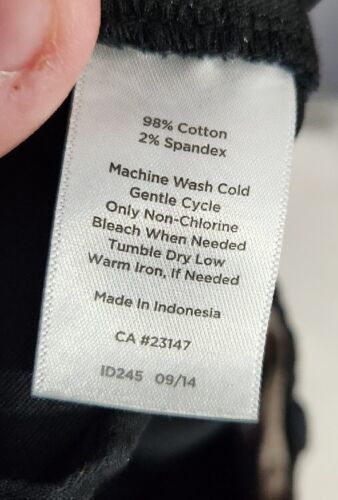 98% Cotton
2% Spandex
Machine Wash Cold
Gentle Cycle
Only Non-Chlorine
Bleach When Needed
Tumble Dry Low
Warm Iron, If Needed
Made In Indonesia
CA #23147
ID245 09/14